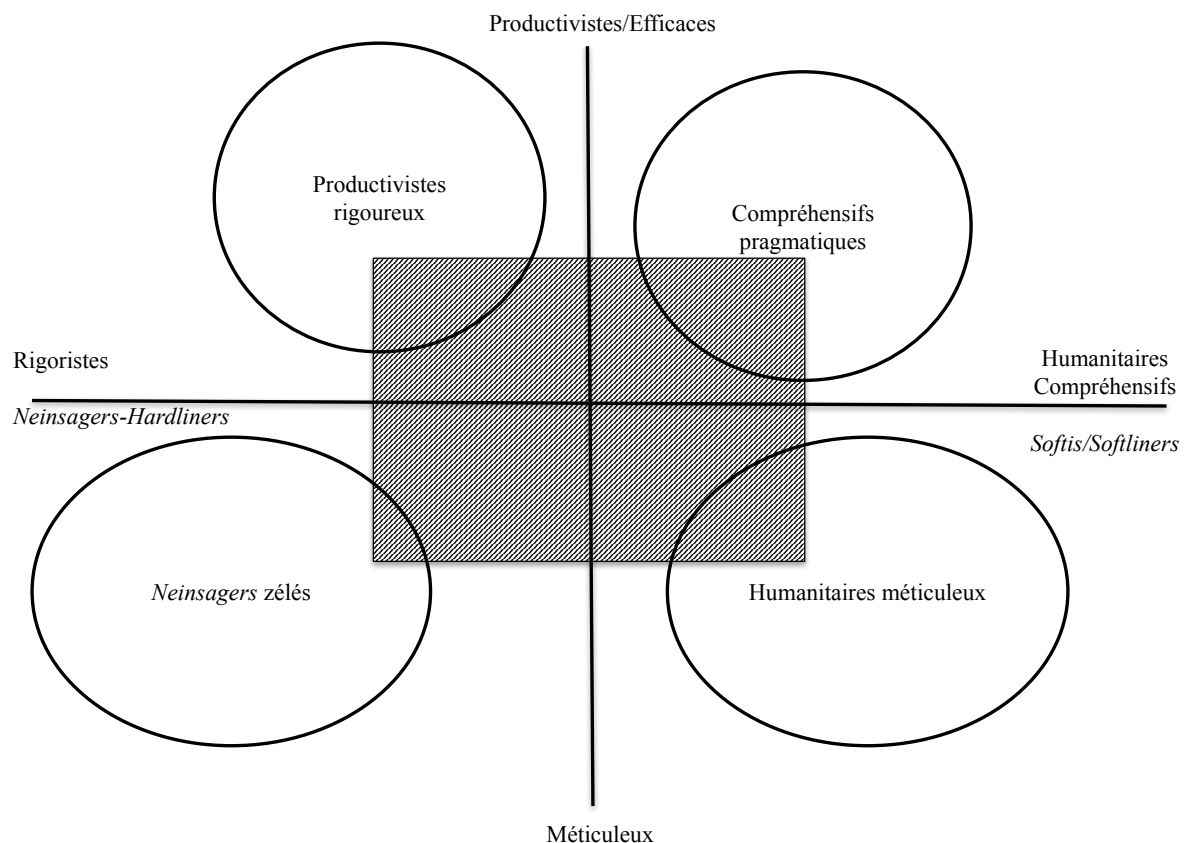 Productivistes/Efficaces
Productivistes
rigoureux
Compréhensifs
pragmatiques
Rigoristes
Humanitaires
Compréhensifs
Neinsagers-Hardliners
Softis/Softliners
Neinsagers zélés
Humanitaires méticuleux
Méticuleux